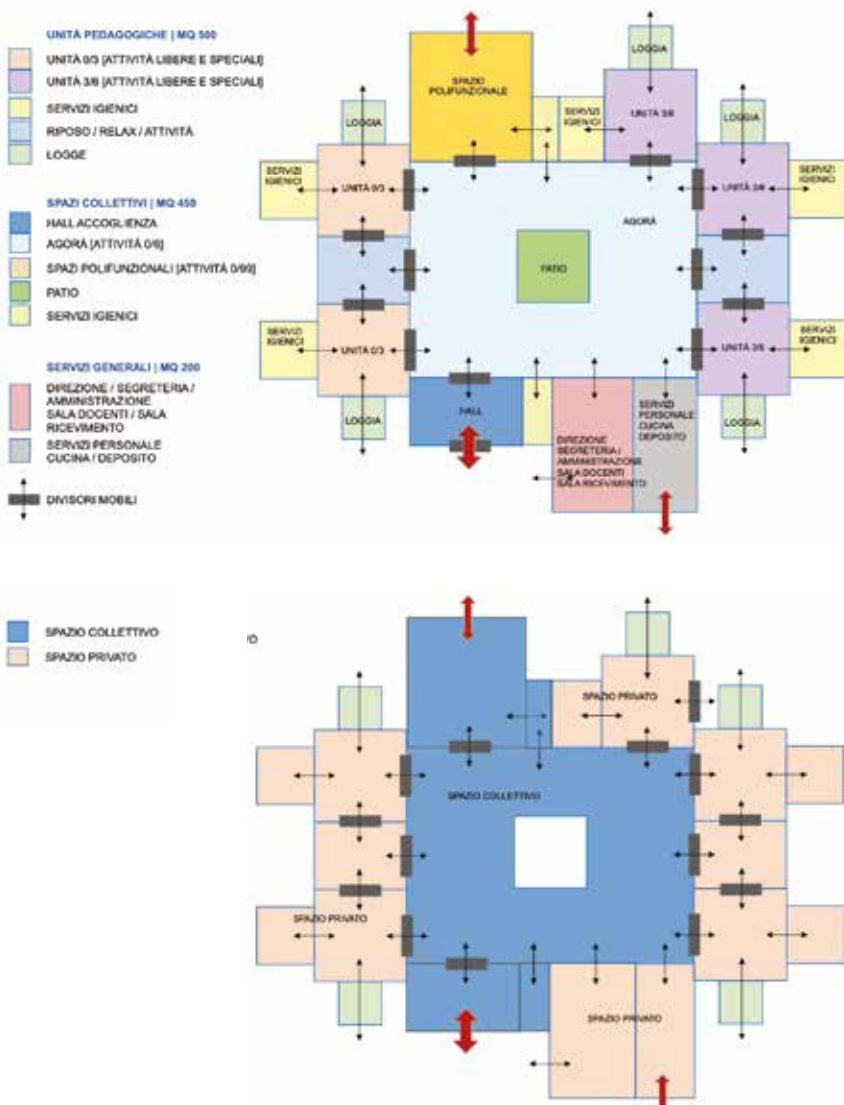 UNITÀ PEDAGOGICHE | MQ 500
UNITÀ 0/3 [ATTIVITÀ LIBERE E SPECIALI]
UNITÀ 3/6 [ATTIVITÀ LIBERE E SPECIALI]
SERVIZI IGIENICI
RIPOSO / RELAX / ATTIVITÀ
LOGGE
SPAZI COLLETTIVI | MQ 450
HALL ACCOGLIENZA
AGORÀ [ATTIVITÀ 0/6]
SPAZI POLIFUNZIONALI [ATTIVITÀ 0/99]
PATIO
SERVIZI IGIENICI
SERVIZI GENERALI | MQ 200
DIREZIONE / SEGRETERIA /
AMMINISTRAZIONE
SALA DOCENTI / SALA
RICEVIMENTO
SERVIZI PERSONALE
CUCINA / DEPOSITO
DIVISORI MOBILI
LOGGIA
SPAZIO
POLIFUNZIONALE
SERVIZI
IGIENICI
UNITÀ 3/6
LOGGIA
LOGGIA
SERVIZI
IGIENICI
UNITÀ 0/3
UNITÀ 3/6
SERVIZI
IGIENICI
AGORÀ
PATIO
SERVIZI
IGIENICI
UNITÀ 0/3
UNITÀ 3/6
SERVIZI
IGIENICI
HALL
LOGGIA
LOGGIA
SERVIZI
PERSONALE
CUCINA
DEPOSITO
DIREZIONE
SEGRETERIA /
AMMINISTRAZIONE
SALA DOCENTI
SALA RICEVIMENTO
SPAZIO COLLETTIVO
SPAZIO PRIVATO
VO
SPAZIO PRIVATO
SPAZIO COLLETTIVO
SPAZIO PRIVATO
SPAZIO PRIVATO